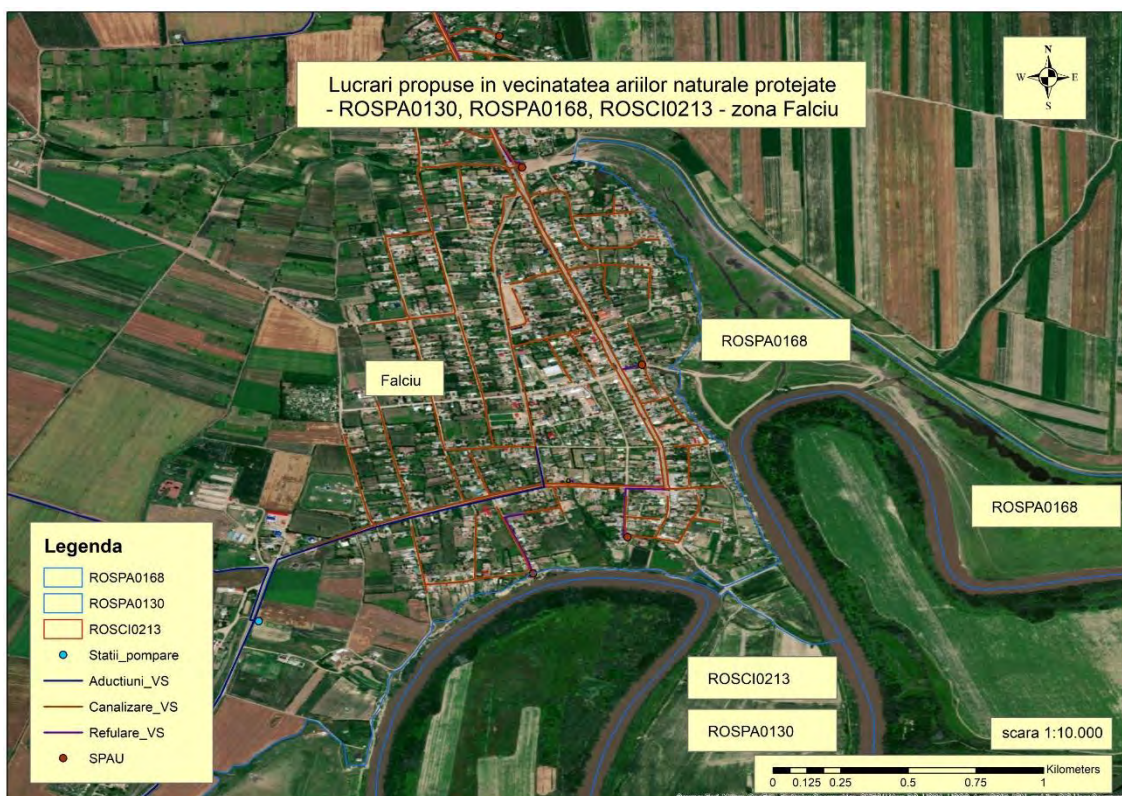 Lucrari propuse in vecinatatea ariilor naturale protejate
- ROSPA0130, ROSPA0168, ROSCI0213 - zona Falciu
N
W E
S
ROSPA0168
Falciu
ROSPA0168
ROSCI0213
ROSPA0130
Legenda
ROSPA0168
ROSPA0130
ROSCI0213
Statii_pompare
Aductiuni_VS
Canalizare_VS
Refulare_VS
SPAU
scara 1:10.000
Kilometers
0 0.125 0.25 0.5 0.75 1